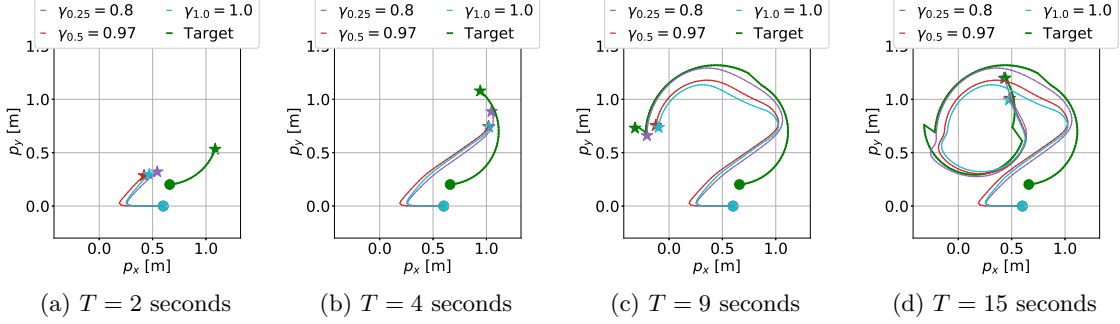 γ0.25 = 0.8 γ1.0 = 1.0
γ0.5 = 0.97 Target
1.5
1.0
0.5
0.0
py [m]
0.0 0.5 1.0
px [m]
(a) T = 2 seconds
γ0.25 = 0.8 γ1.0 = 1.0
γ0.5 = 0.97 Target
1.5
1.0
0.5
0.0
py [m]
0.0 0.5 1.0
px [m]
(b) T = 4 seconds
γ0.25 = 0.8 γ1.0 = 1.0
γ0.5 = 0.97 Target
1.5
1.0
0.5
0.0
py [m]
0.0 0.5 1.0
px [m]
(c) T = 9 seconds
γ0.25 = 0.8 γ1.0 = 1.0
γ0.5 = 0.97 Target
1.5
1.0
0.5
0.0
py [m]
0.0 0.5 1.0
px [m]
(d) T = 15 seconds